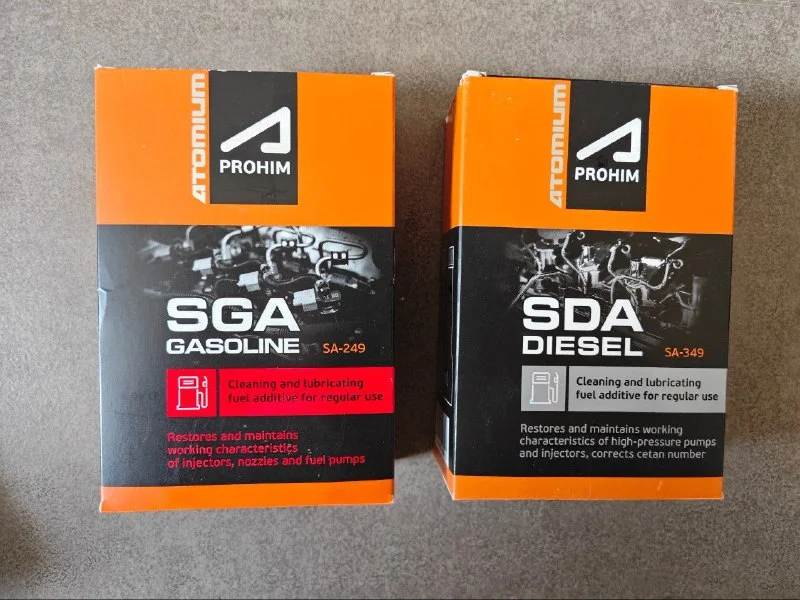 ATOMIUM
PROHIM
SGA
GASOLINE
SA-249
Cleaning and lubricating
fuel additive for regular use
Restores and maintains
working characteristics
of injectors, nozzles and fuel pumps
ATOMIUM
PROHIM
SDA
DIESEL
SA-349
Cleaning and lubricating
fuel additive for regular use
Restores and maintains working
characteristics of high-pressure pumps
and injectors, corrects cetan number